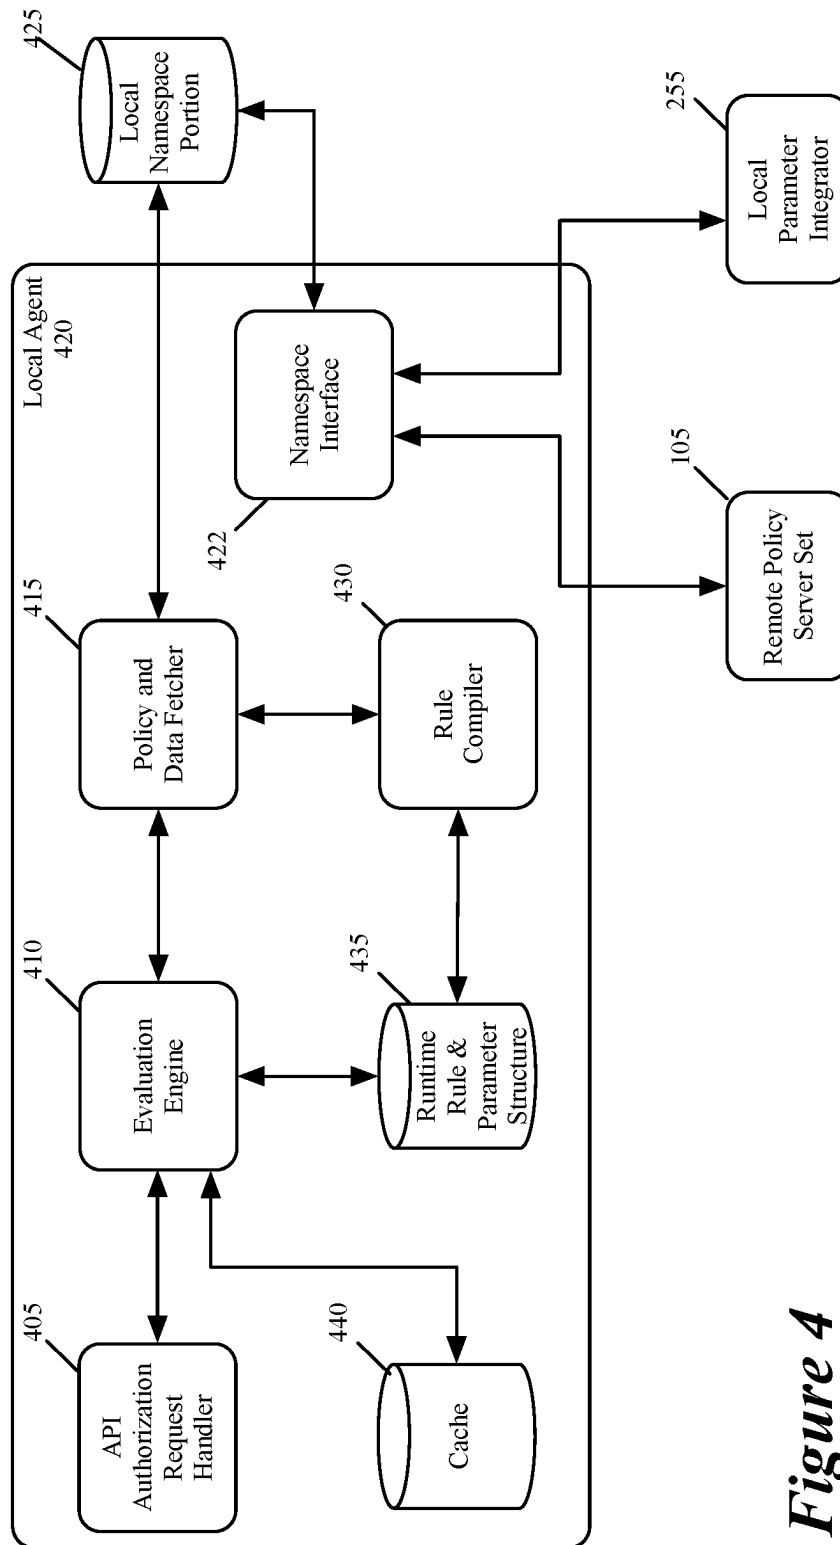 Local Agent
420
405
API
Authorization
Request
Handler
410
Evaluation
Engine
415
Policy and
Data Fetcher
425
Local
Namespace
Portion
440
Cache
435
Runtime
Rule &
Parameter
Structure
430
Rule
Compiler
422
Namespace
Interface
105
Remote Policy
Server Set
255
Local
Parameter
Integrator
Figure 4